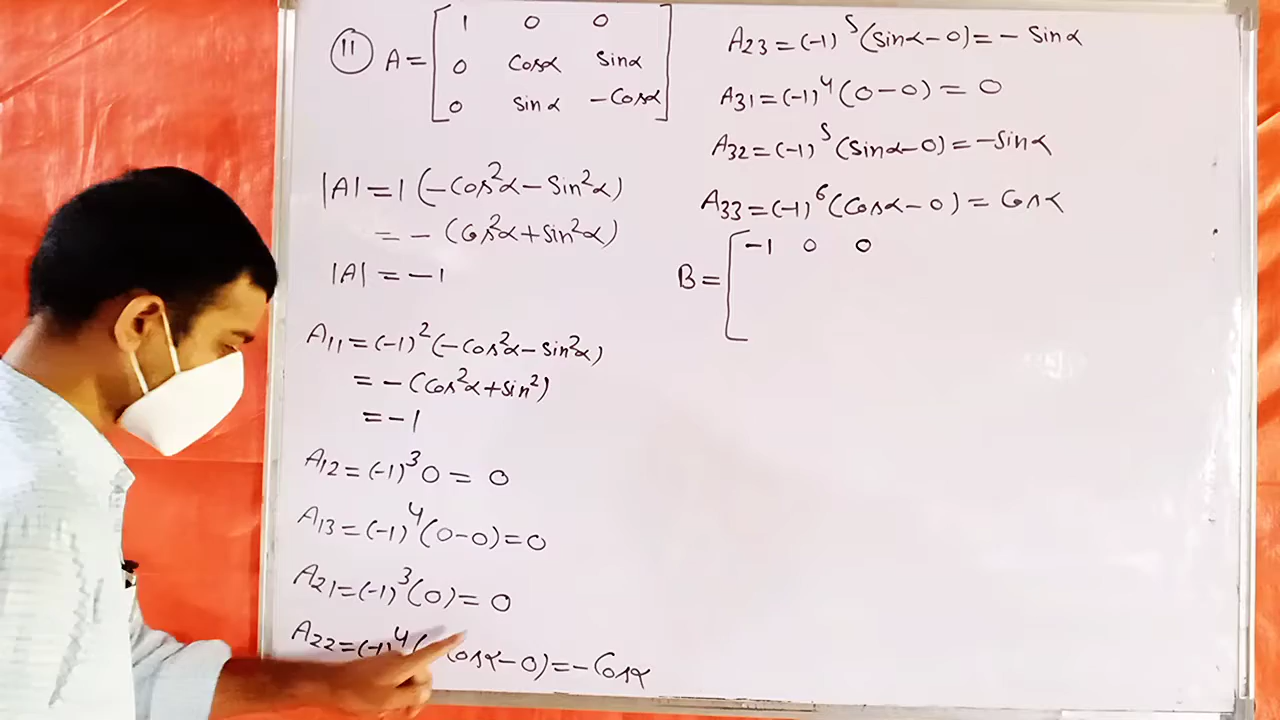 (11) A = [ 1 0 0
0 Cosα Sinα
0 Sinα -Cosα ]
|A| = 1 (-Cos²α - Sin²α)
= - (Cos²α + Sin²α)
|A| = -1
A₁₁ = (-1)² (-Cos²α - Sin²α)
= - (Cos²α + Sin²)
= -1
A₁₂ = (-1)³ 0 = 0
A₁₃ = (-1)⁴ (0-0) = 0
A₂₁ = (-1)³ (0) = 0
A₂₂ = (-1)⁴ ( Cosα - 0) = - Cosα
A₂₃ = (-1)⁵ (Sinα - 0) = - Sinα
A₃₁ = (-1)⁴ (0-0) = 0
A₃₂ = (-1)⁵ (Sinα - 0) = -Sinα
A₃₃ = (-1)⁶ (Cosα - 0) = Cosα
B = [ -1 0 0